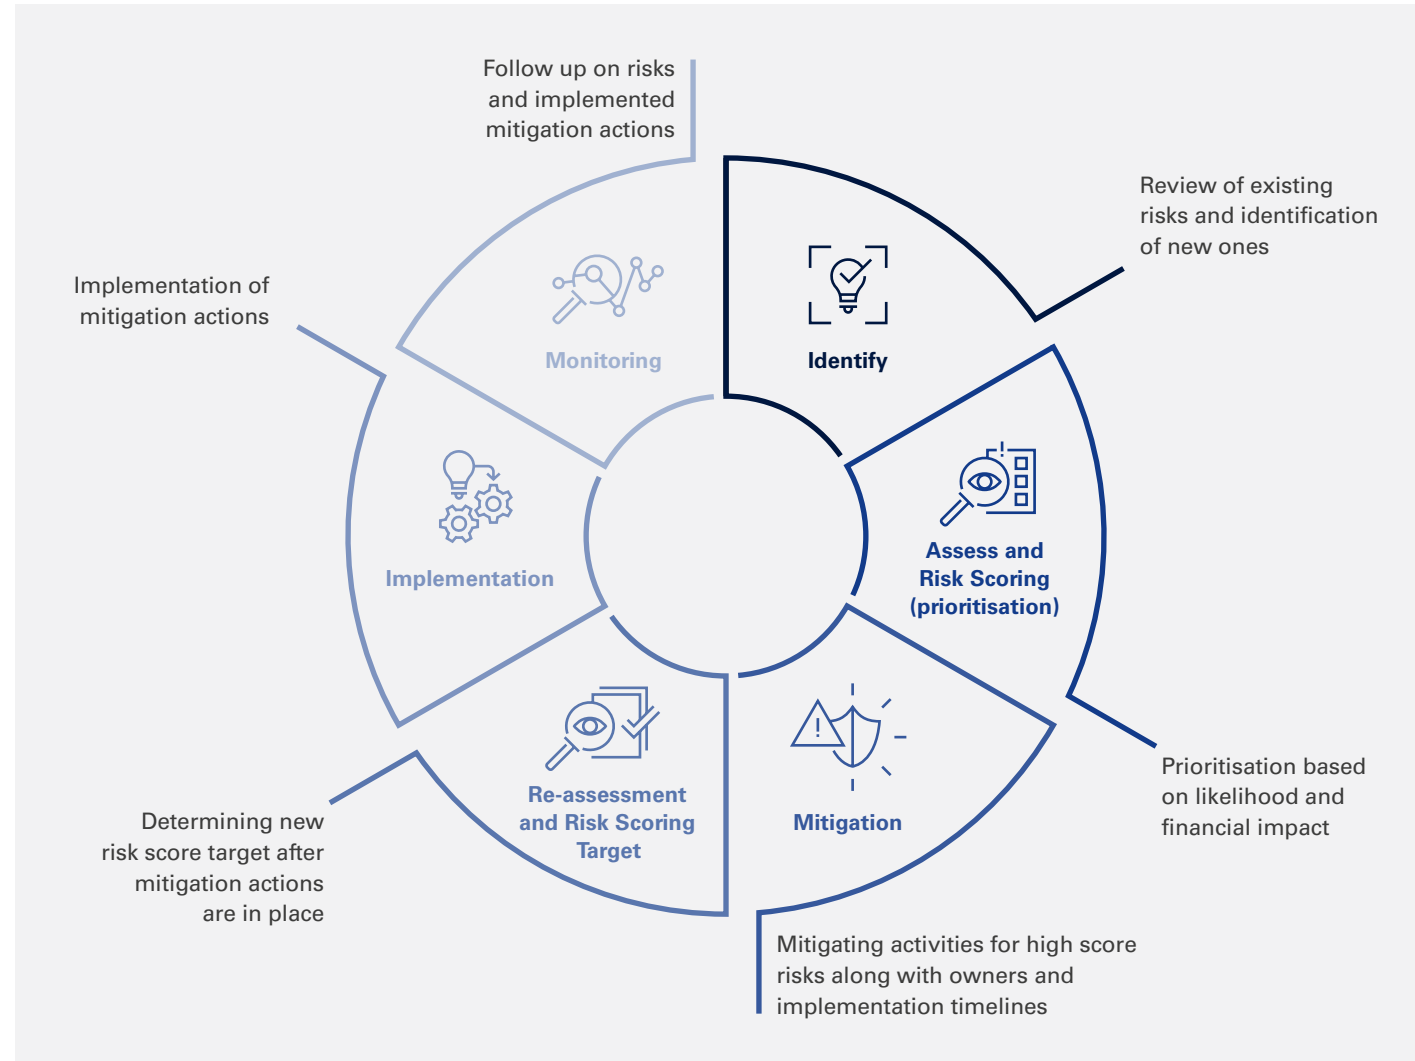 Follow up on risks
and implemented
mitigation actions
Monitoring
Identify
Review of existing
risks and identification
of new ones
Assess and
Risk Scoring
(prioritisation)
Prioritisation based
on likelihood and
financial impact
Mitigation
Mitigating activities for high score
risks along with owners and
implementation timelines
Re-assessment
and Risk Scoring
Target
Determining new
risk score target after
mitigation actions
are in place
Implementation
Implementation of
mitigation actions